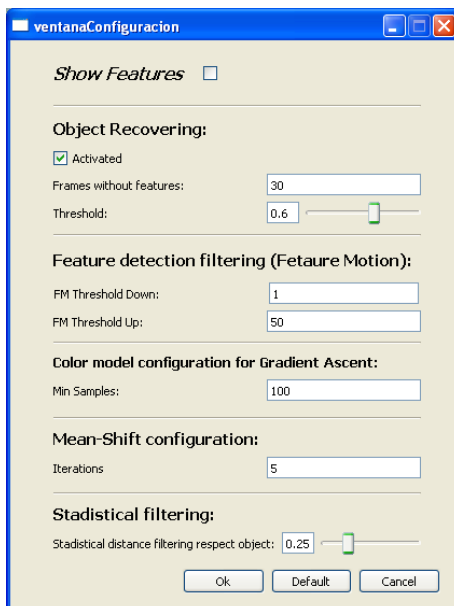 ventanaConfiguracion
Show Features
Object Recovering:
Activated
Frames without features: 30
Threshold: 0.6
Feature detection filtering (Fetaure Motion):
FM Threshold Down: 1
FM Threshold Up: 50
Color model configuration for Gradient Ascent:
Min Samples: 100
Mean-Shift configuration:
Iterations 5
Stadistical filtering:
Stadistical distance filtering respect object: 0.25
Ok Default Cancel